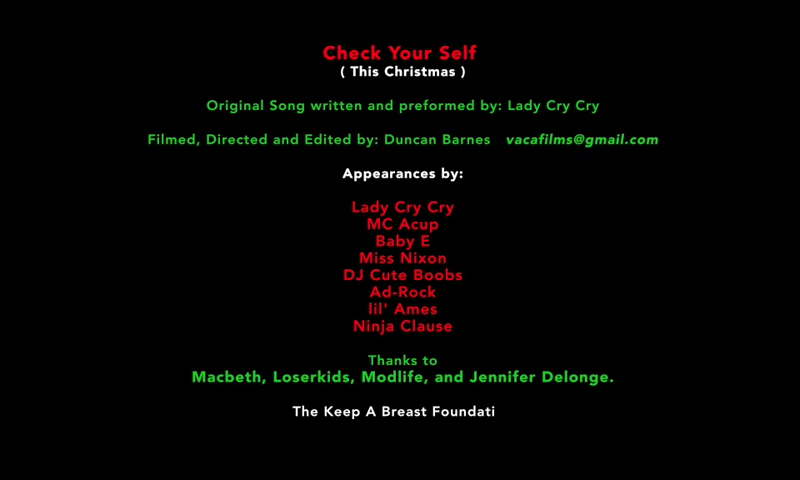 Check Your Self
( This Christmas )
Original Song written and preformed by: Lady Cry Cry
Filmed, Directed and Edited by: Duncan Barnes vacafilms@gmail.com
Appearances by:
Lady Cry Cry
MC Acup
Baby E
Miss Nixon
DJ Cute Boobs
Ad-Rock
lil' Ames
Ninja Clause
Thanks to
Macbeth, Loserkids, Modlife, and Jennifer Delonge.
The Keep A Breast Foundati